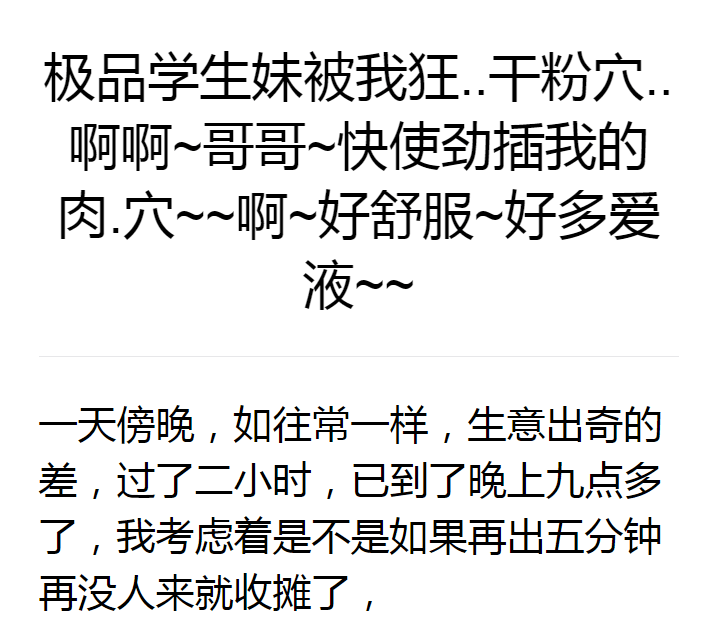 极品学生妹被我狂..干粉穴..
啊啊~哥哥~快使劲插我的
肉.穴~~啊~好舒服~好多爱
液~~
一天傍晚，如往常一样，生意出奇的
差，过了二小时，已到了晚上九点多
了，我考虑着是不是如果再出五分钟
再没人来就收摊了，